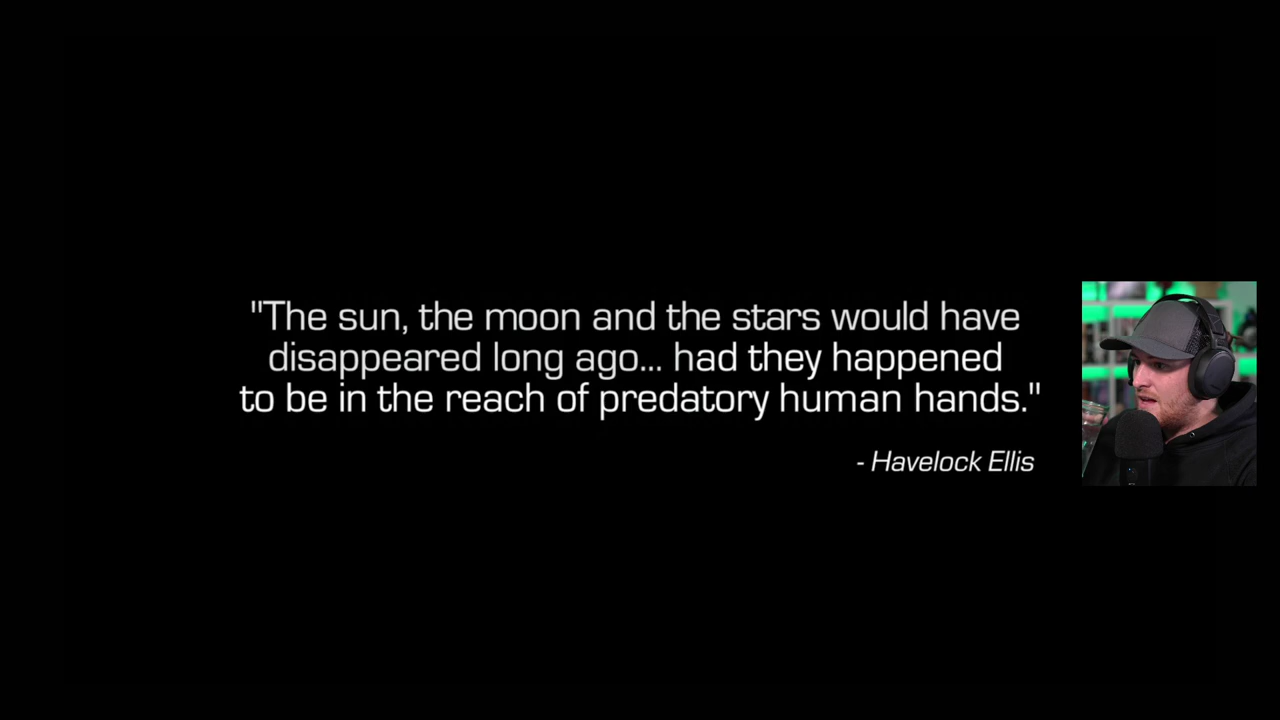 "The sun, the moon and the stars would have
disappeared long ago... had they happened
to be in the reach of predatory human hands."
- Havelock Ellis